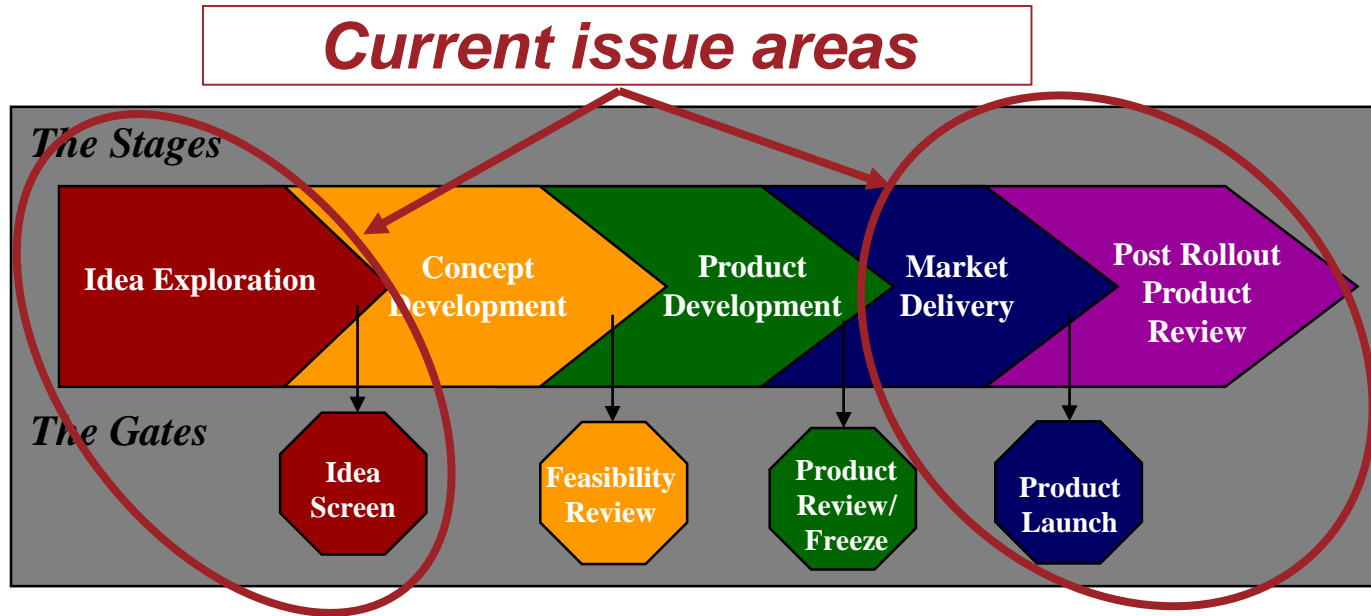 Current issue areas
The Stages
Idea Exploration
Concept
Development
Product
Development
Market
Delivery
Post Rollout
Product
Review
The Gates
Idea
Screen
Feasibility
Review
Product
Review/
Freeze
Product
Launch